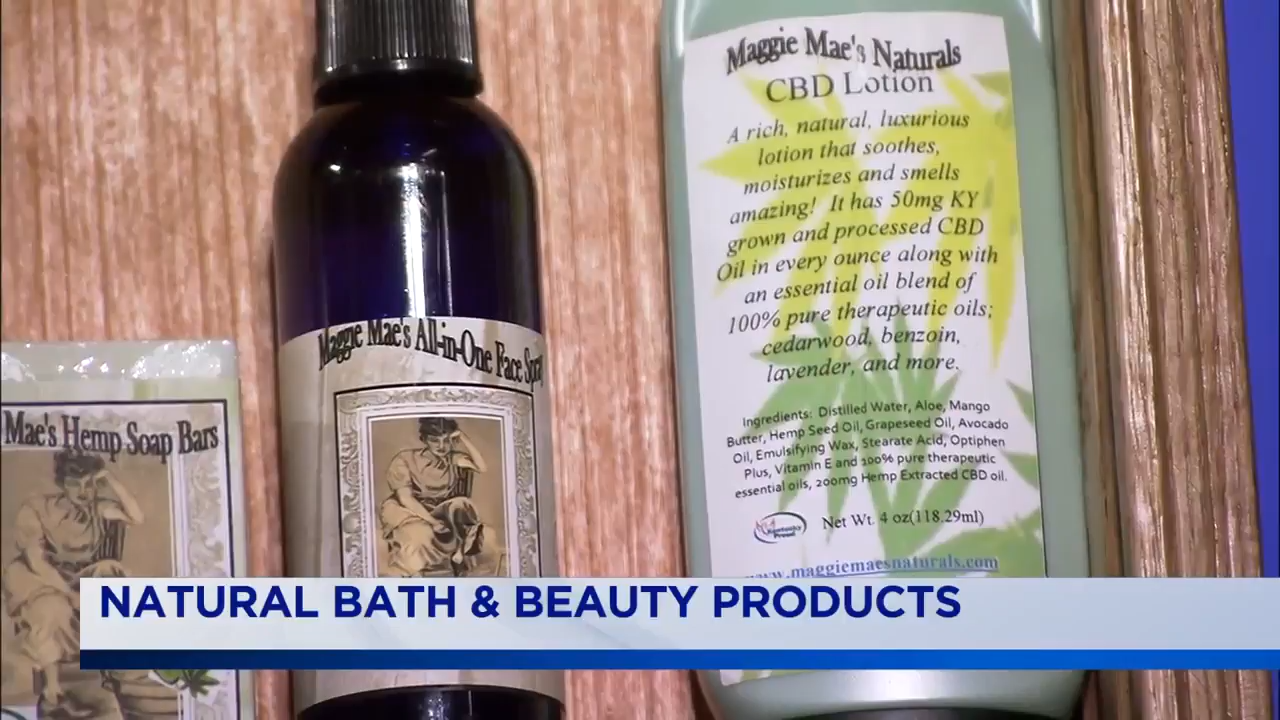 Maggie Mae's Naturals
CBD Lotion
A rich, natural, luxurious
lotion that soothes,
moisturizes and smells
amazing! It has 50mg KY
grown and processed CBD
Oil in every ounce along with
an essential oil blend of
100% pure therapeutic oils;
cedarwood, benzoin,
lavender, and more.
Ingredients: Distilled Water, Aloe, Mango
Butter, Hemp Seed Oil, Grapeseed Oil, Avocado
Oil, Emulsifying Wax, Stearate Acid, Optiphen
Plus, Vitamin E and 100% pure therapeutic
essential oils, 200mg Hemp Extracted CBD oil.
Kentucky
Proud
Net Wt. 4 oz(118.29ml)
www.maggiemaesnaturals.com
Maggie Mae's All-in-One Face Spray
Mae's Hemp Soap Bars
NATURAL BATH & BEAUTY PRODUCTS